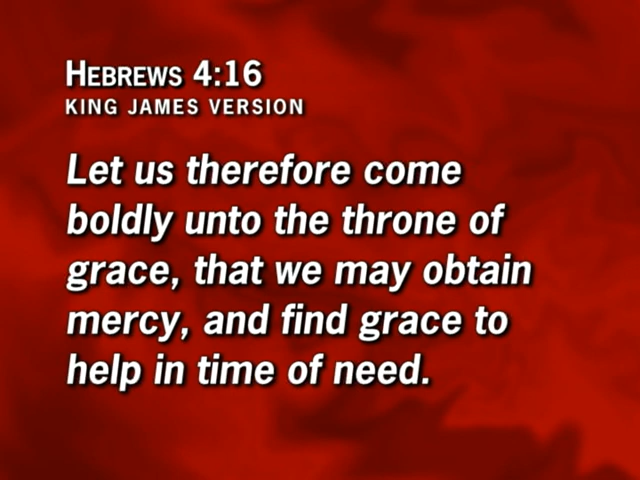 HEBREWS 4:16
KING JAMES VERSION
Let us therefore come
boldly unto the throne of
grace, that we may obtain
mercy, and find grace to
help in time of need.